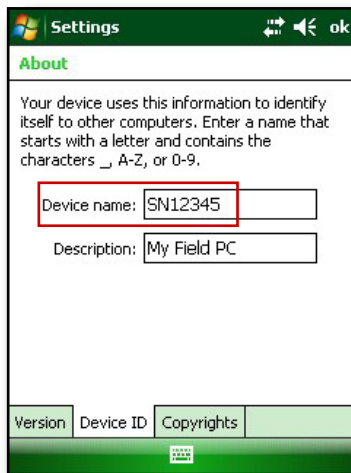 Settings ok
About
Your device uses this information to identify
itself to other computers. Enter a name that
starts with a letter and contains the
characters _, A-Z, or 0-9.
Device name: SN12345
Description: My Field PC
Version Device ID Copyrights